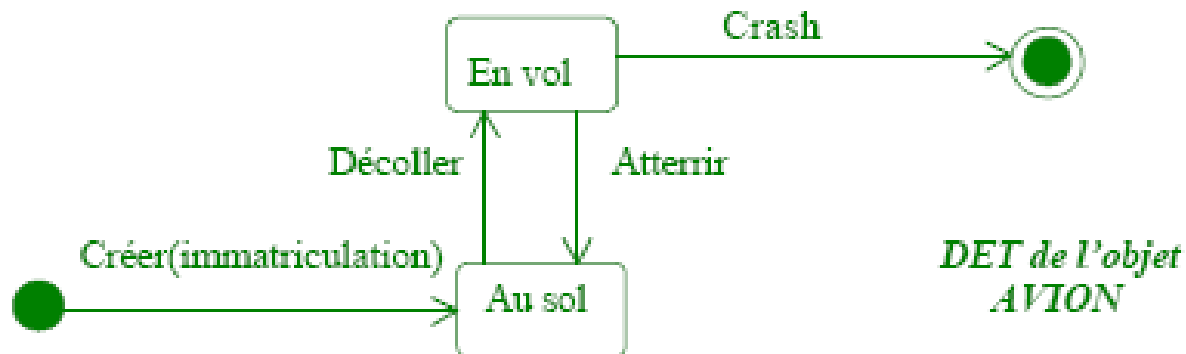 Crash
En vol
Décoller
Atterrir
Créer(immatriculation)
Au sol
DET de l'objet
AVION